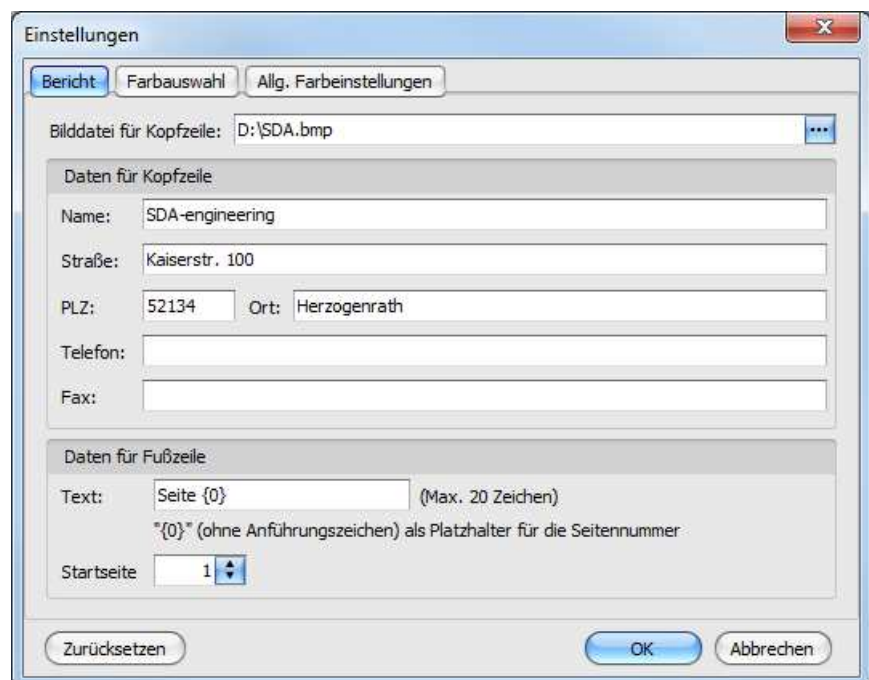 Einstellungen
Bericht Farbauswahl Allg. Farbeinstellungen
Bilddatei für Kopfzeile: D:\SDA.bmp ...
Daten für Kopfzeile
Name: SDA-engineering
Straße: Kaiserstr. 100
PLZ: 52134 Ort: Herzogenrath
Telefon:
Fax:
Daten für Fußzeile
Text: Seite {0} (Max. 20 Zeichen)
"{0}" (ohne Anführungszeichen) als Platzhalter für die Seitennummer
Startseite 1
Zurücksetzen OK Abbrechen